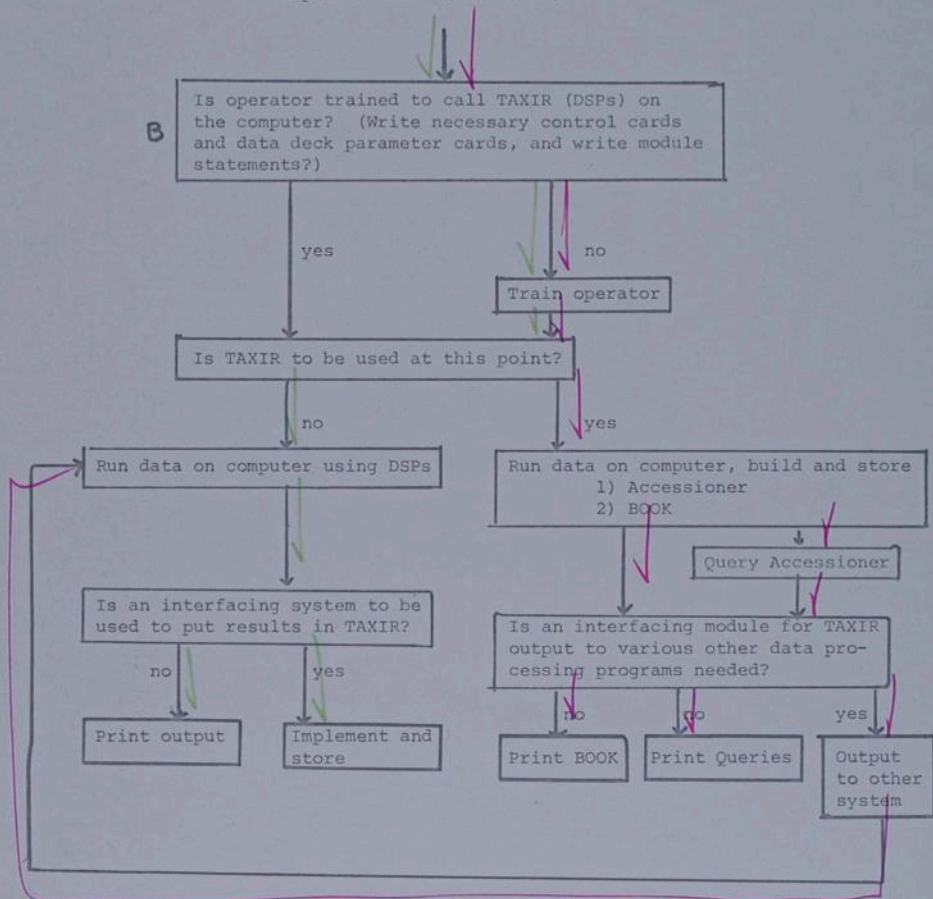 B
Is operator trained to call TAXIR (DSPs) on
the computer? (Write necessary control cards
and data deck parameter cards, and write module
statements?)
yes
no
Train operator
Is TAXIR to be used at this point?
no
yes
Run data on computer using DSPs
Run data on computer, build and store
1) Accessioner
2) BOOK
Query Accessioner
Is an interfacing system to be
used to put results in TAXIR?
Is an interfacing module for TAXIR
output to various other data pro-
cessing programs needed?
no
yes
no
no
yes
Print output
Implement and
store
Print BOOK
Print Queries
Output
to other
system